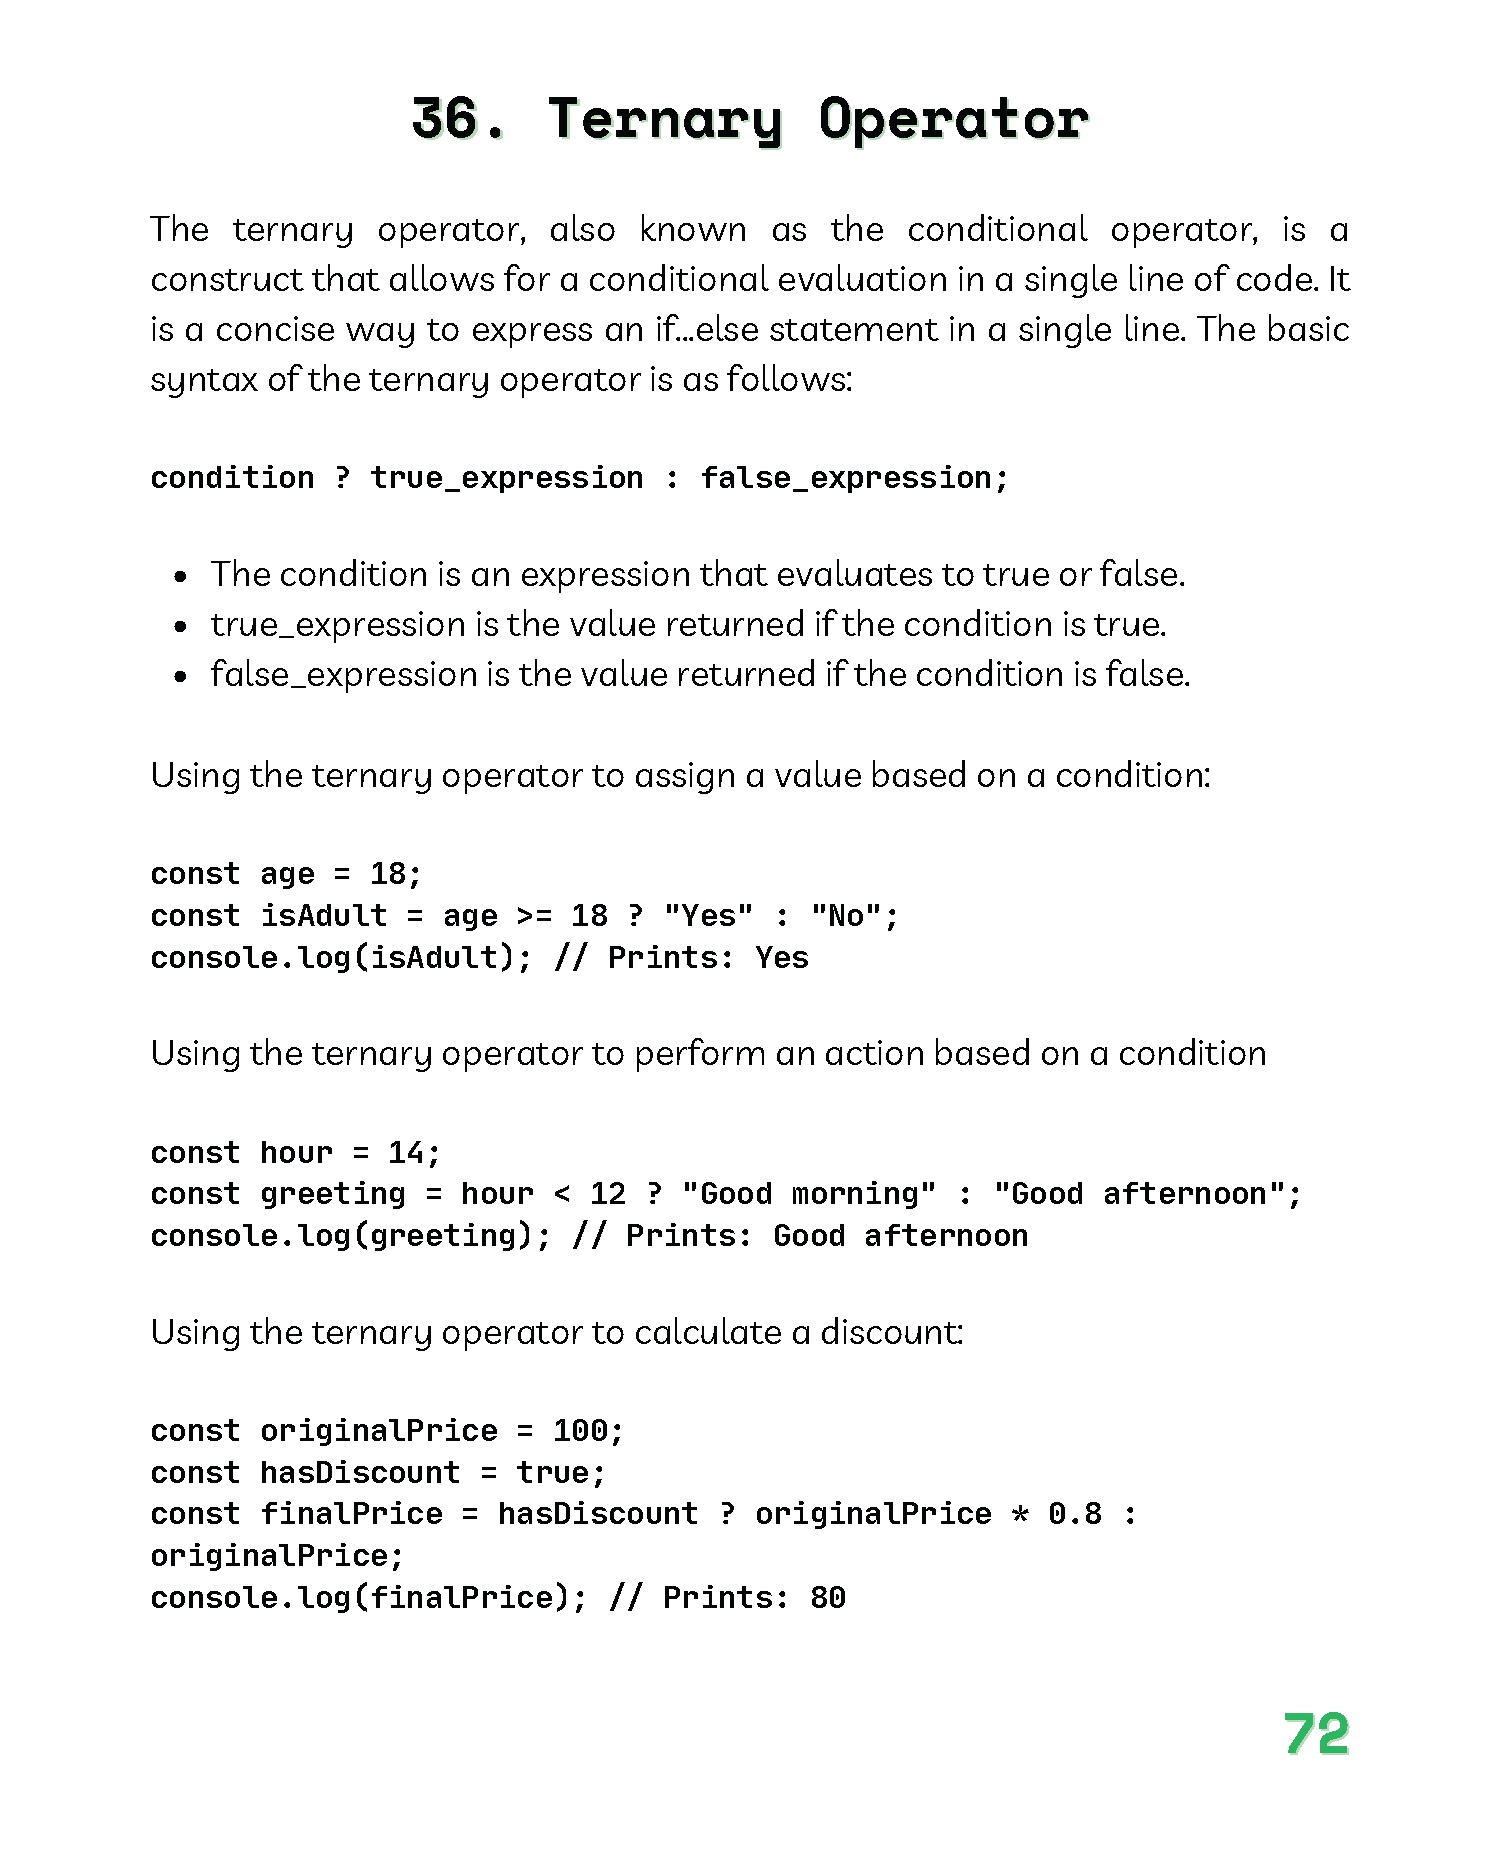 36. Ternary Operator
The ternary operator, also known as the conditional operator, is a
construct that allows for a conditional evaluation in a single line of code. It
is a concise way to express an if...else statement in a single line. The basic
syntax of the ternary operator is as follows:
condition ? true_expression : false_expression;
• The condition is an expression that evaluates to true or false.
• true_expression is the value returned if the condition is true.
• false_expression is the value returned if the condition is false.
Using the ternary operator to assign a value based on a condition:
const age = 18;
const isAdult = age >= 18 ? "Yes" : "No";
console.log(isAdult); // Prints: Yes
Using the ternary operator to perform an action based on a condition
const hour = 14;
const greeting = hour < 12 ? "Good morning" : "Good afternoon";
console.log(greeting); // Prints: Good afternoon
Using the ternary operator to calculate a discount:
const originalPrice = 100;
const hasDiscount = true;
const finalPrice = hasDiscount ? originalPrice * 0.8 :
originalPrice;
console.log(finalPrice); // Prints: 80
72